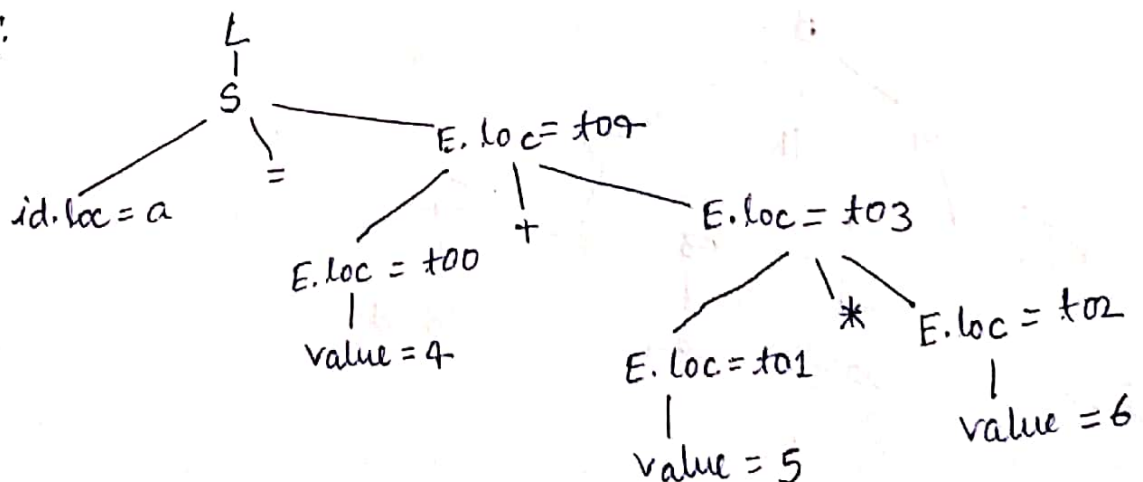 L
S
=
E.loc = t04
id.loc = a
+
E.loc = t03
E.loc = t00
*
E.loc = t02
value = 4
E.loc = t01
value = 6
value = 5